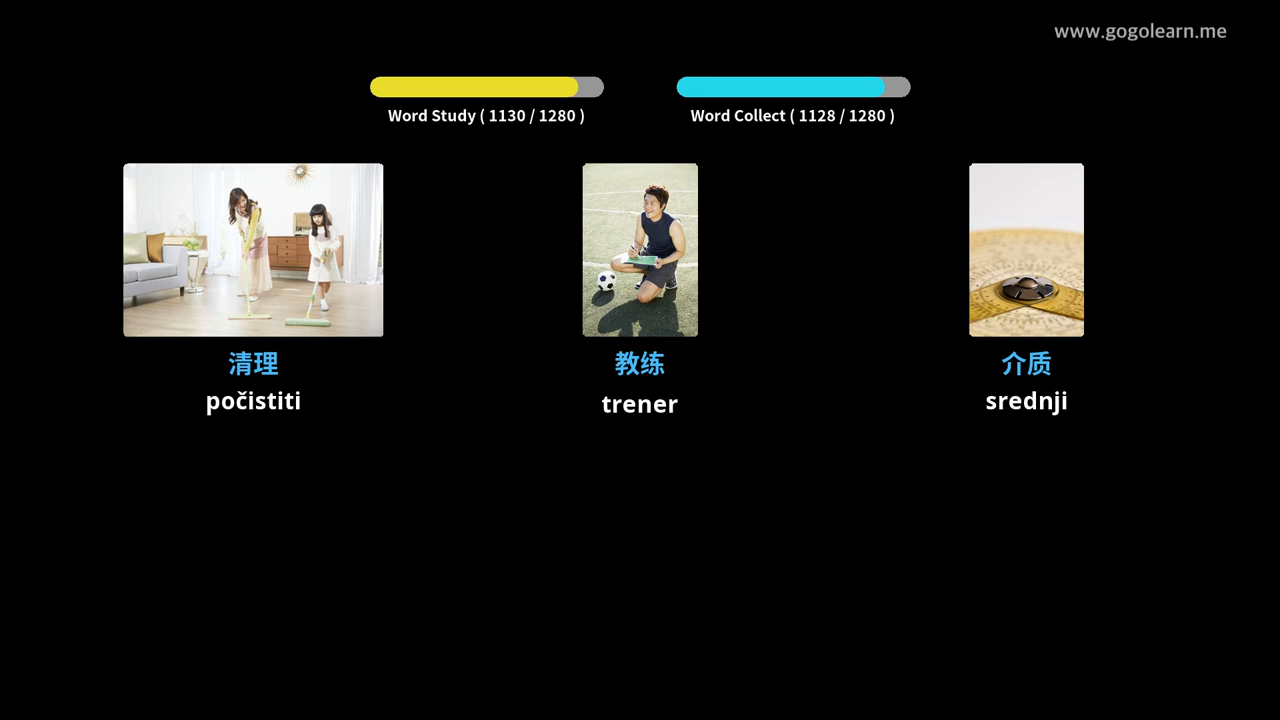 www.gogolearn.me
Word Study ( 1130 / 1280 )
Word Collect ( 1128 / 1280 )
清理
počistiti
教练
trener
介质
srednji